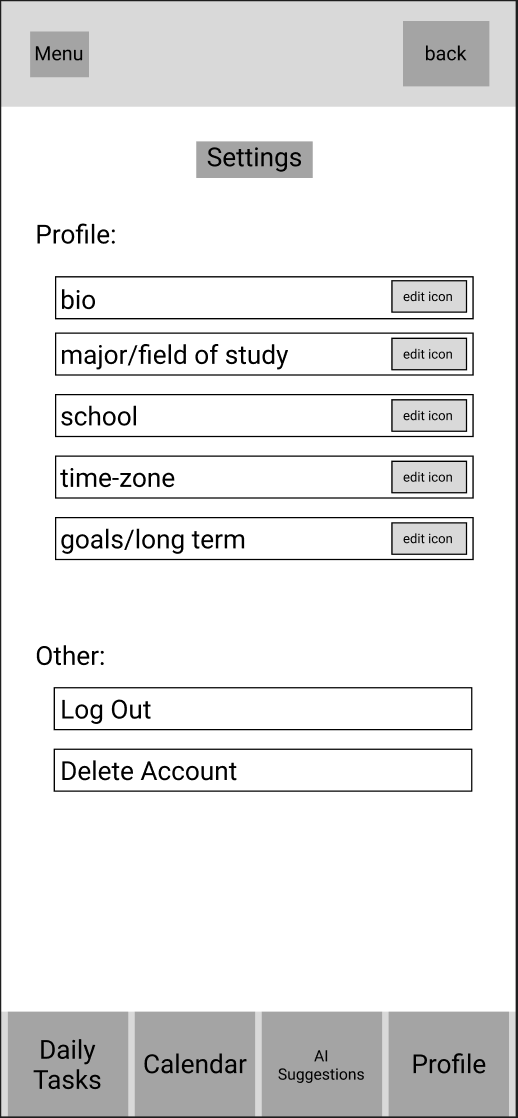 Menu
back
Settings
Profile:
bio
edit icon
major/field of study
edit icon
school
edit icon
time-zone
edit icon
goals/long term
edit icon
Other:
Log Out
Delete Account
Daily
Tasks
Calendar
AI
Suggestions
Profile